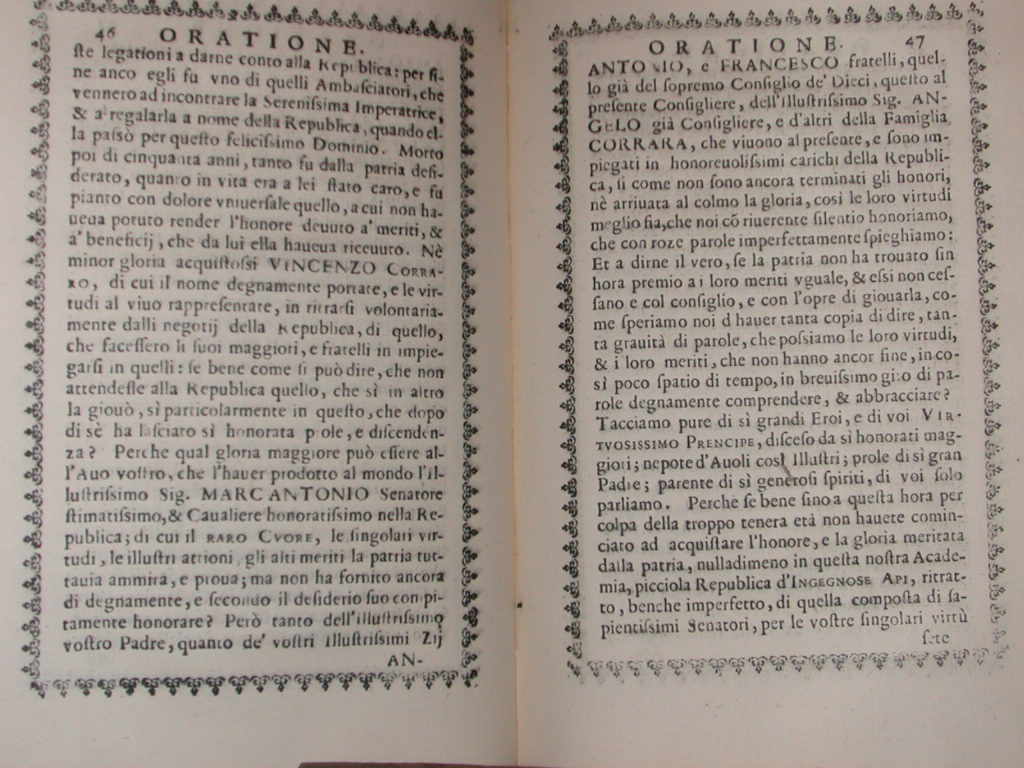 46 ORATIONE.
ſte legationi a darne conto alla Republica: per fi-
ne anco egli fu vno di quelli Ambaſciatori, che
vennero ad incontrare la Sereniſſima Imperatrice,
& a regalarla a nome della Republica, quando el-
la paſsò per queſto feliciſſimo Dominio. Morto
poi di cinquanta anni, tanto fu dalla patria deſi-
derato, quanto in vita era a lei ſtato caro, e fu
pianto con dolore vniuerſale quello, a cui non ha-
ueua potuto render l'honore deuuto a' meriti, &
a' beneficij, che da lui ella haueua riceuuto. Nè
minor gloria acquiſtoſſi VINCENZO CORRA-
RO, di cui il nome degnamente portate, e le vir-
tudi al viuo rappreſentate, in ritrarſi volontaria-
mente dalli negotij della Republica, di quello,
che faceſſero li ſuoi maggiori, e fratelli in impie-
garſi in quelli: ſe bene come ſi può dire, che non
attendeſſe alla Republica quello, che sì in altro
la giouò, sì particolarmente in queſto, che dopo
di sè ha laſciato sì honorata prole, e diſcenden-
za? Perche qual gloria maggiore può eſſere al-
l'Auo voſtro, che l'hauer prodotto al mondo l'Il-
luſtriſſimo Sig. MARC'ANTONIO Senatore
ſtimatiſſimo, & Caualiere honoratiſſimo nella Re-
publica; di cui il RARO CVORE, le ſingolari vir-
tudi, le illuſtri attioni, gli alti meriti la patria tut-
tauia ammira, e proua; ma non ha fornito ancora
di degnamente, e ſecondo il deſiderio ſuo con pi-
tamente honorare? Però tanto dell'illuſtriſſimo
voſtro Padre, quanto de' voſtri Illuſtriſſimi Zij
AN-
ORATIONE. 47
ANTONIO, e FRANCESCO fratelli, quel-
lo già del ſopremo Conſiglio de' Dieci, queſto al
preſente Conſigliere, dell'Illuſtriſſimo Sig. AN-
GELO già Conſigliere, e d'altri della Famiglia
CORRARA, che viuono al preſente, e ſono im-
piegati in honoreuoliſſimi carichi della Republi-
ca, ſi come non ſono ancora terminati gli honori,
nè arriuata al colmo la gloria, così le loro virtudi
meglio fia, che noi cō riuerente ſilentio honoriamo,
che con roze parole imperfettamente ſpieghiamo:
Et a dirne il vero, ſe la patria non ha trouato ſin
hora premio a i loro meriti vguale, & eſſi non ceſ-
ſano e col conſiglio, e con l'opre di giouarla, co-
me ſperiamo noi d'hauer tanta copia di dire, tan-
ta grauità di parole, che poſſiamo le loro virtudi,
& i loro meriti, che non hanno ancor fine, in co-
sì poco ſpatio di tempo, in breuiſſimo giro di pa-
role degnamente comprendere, & abbracciare?
Tacciamo pure di sì grandi Eroi, e di voi VIR-
TVOSISSIMO PRENCIPE, diſceſo da sì honorati mag-
giori; nepote d'Auoli così Illuſtri; prole di sì gran
Padre; parente di sì generoſi ſpiriti, di voi ſolo
parliamo. Perche ſe bene ſino a queſta hora per
colpa della troppo tenera età non hauete comin-
ciato ad acquiſtare l'honore, e la gloria meritata
dalla patria, nulladimeno in queſta noſtra Acade-
mia, picciola Republica d'INGEGNOSE API, ritrat-
to, benche imperfetto, di quella compoſta di ſa-
pientiſſimi Senatori, per le voſtre ſingolari virtù
ſete